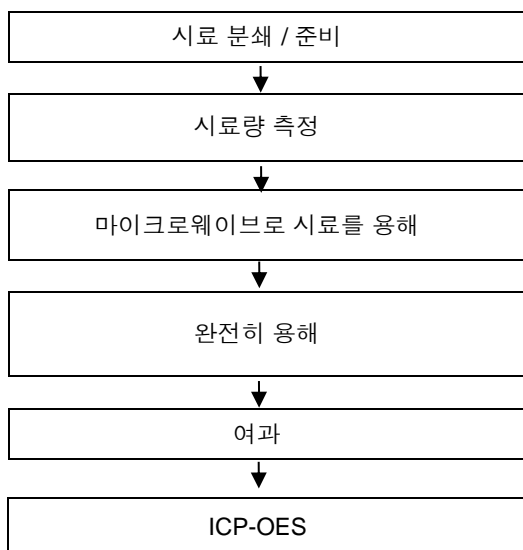 시료 분쇄 / 준비
시료량 측정
마이크로웨이브로 시료를 용해
완전히 용해
여과
ICP-OES